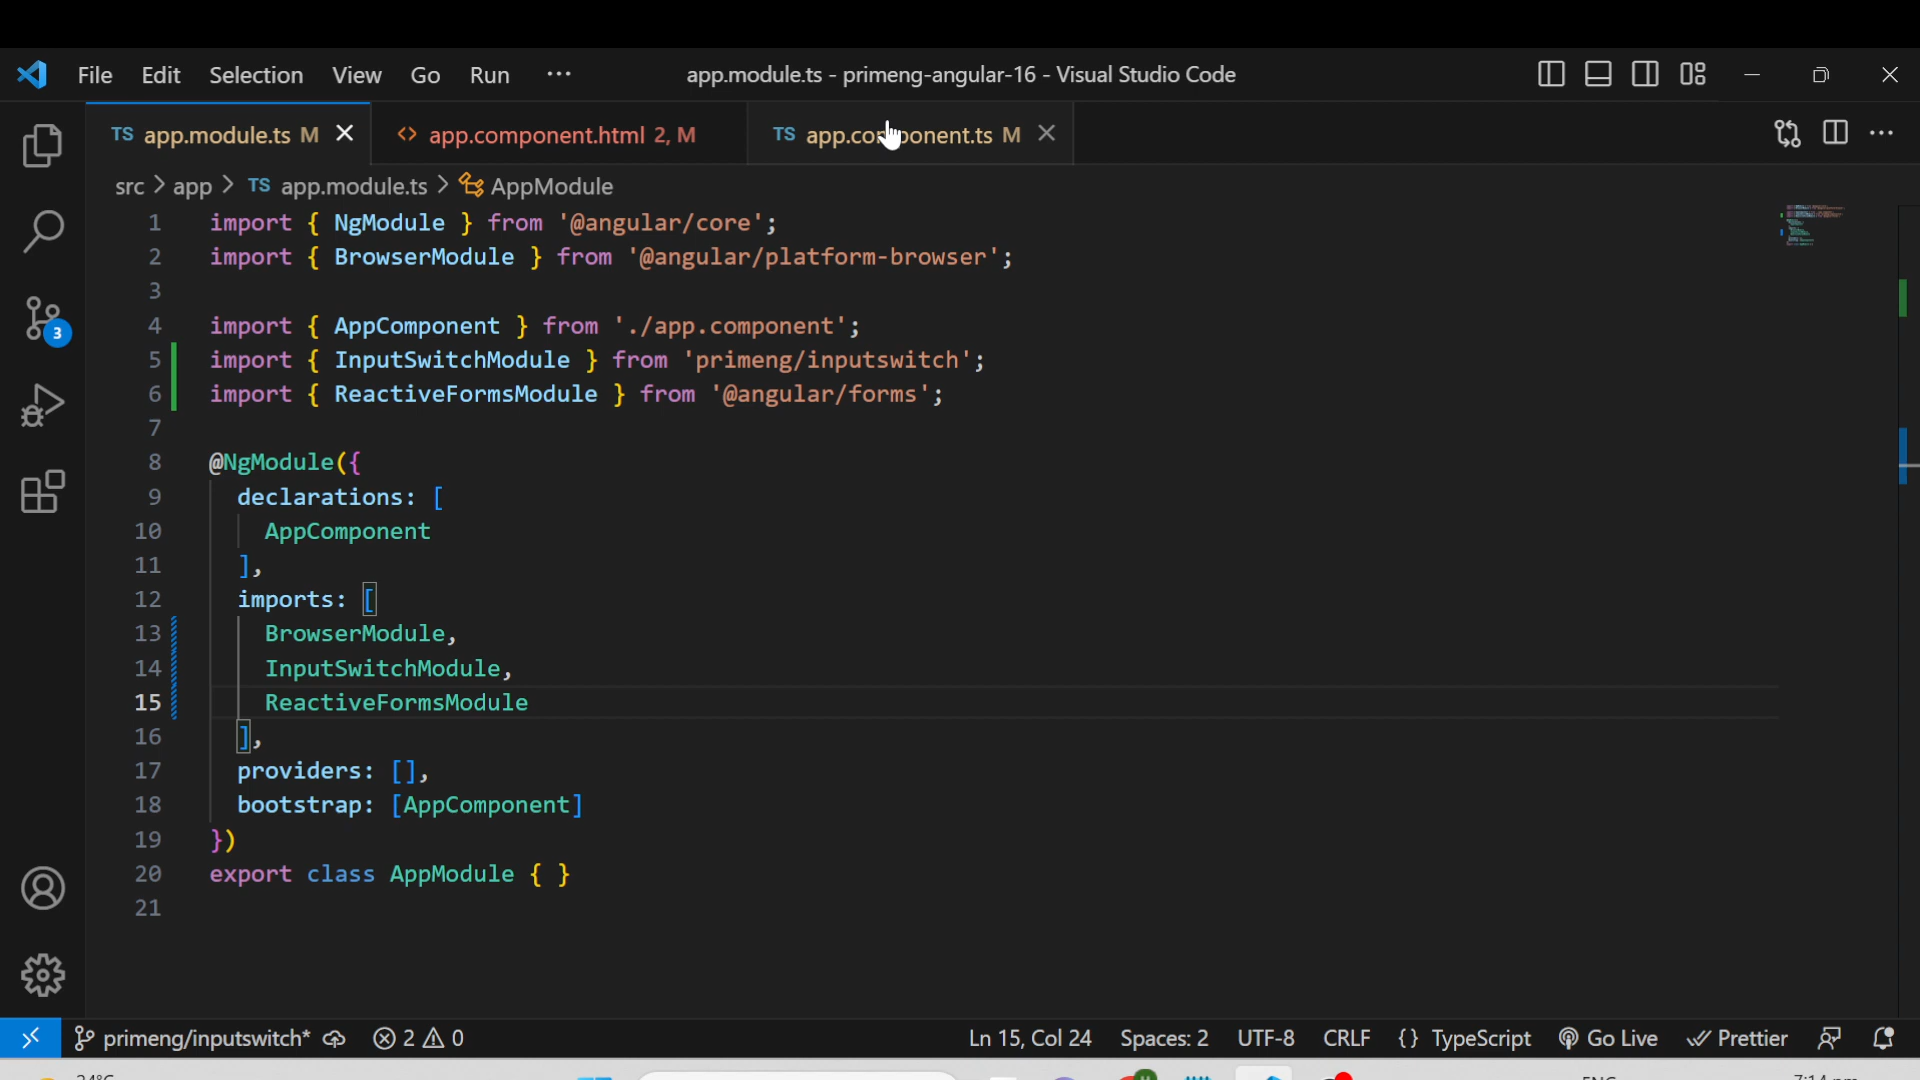 File Edit Selection View Go Run ··· app.module.ts - primeng-angular-16 - Visual Studio Code
TS app.module.ts M <> app.component.html 2, M TS app.component.ts M
src > app > TS app.module.ts > AppModule
1 import { NgModule } from '@angular/core';
2 import { BrowserModule } from '@angular/platform-browser';
3
4 import { AppComponent } from './app.component';
5 import { InputSwitchModule } from 'primeng/inputswitch';
6 import { ReactiveFormsModule } from '@angular/forms';
7
8 @NgModule({
9 declarations: [
10 AppComponent
11 ],
12 imports: [
13 BrowserModule,
14 InputSwitchModule,
15 ReactiveFormsModule
16 ],
17 providers: [],
18 bootstrap: [AppComponent]
19 })
20 export class AppModule { }
21
3
primeng/inputswitch* 2 0 Ln 15, Col 24 Spaces: 2 UTF-8 CRLF {} TypeScript Go Live Prettier